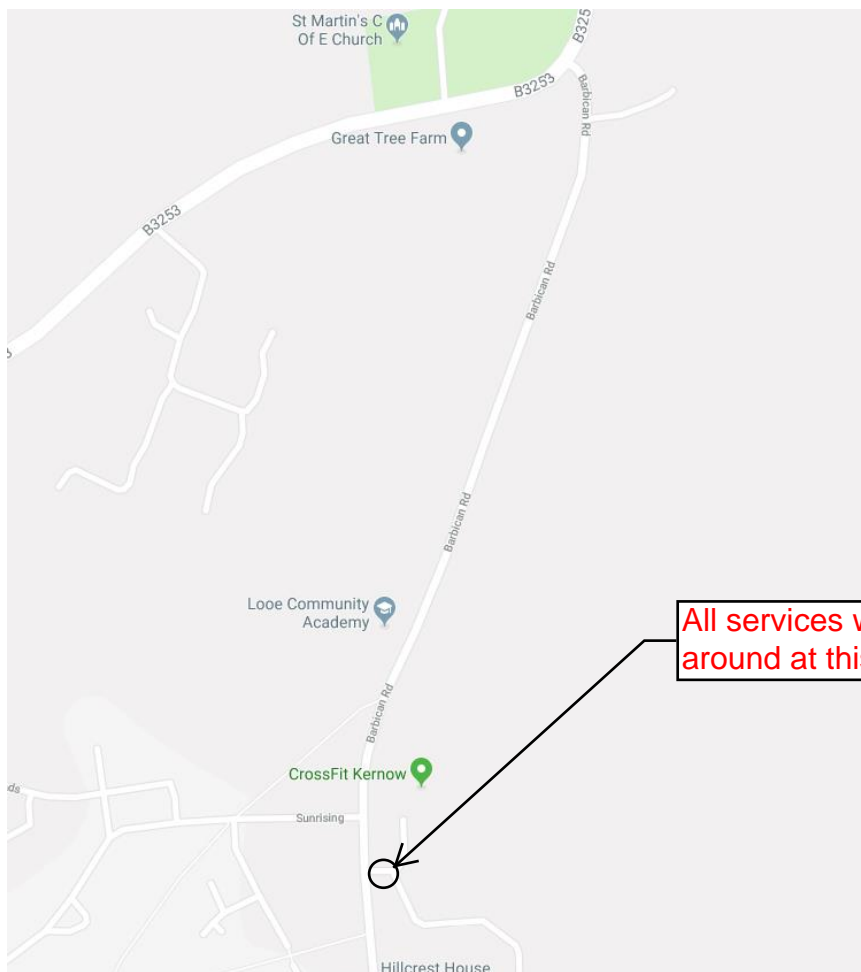 St Martin's C
Of E Church
B325
B3253
Barbican Rd
Great Tree Farm
B3253
Barbican Rd
Barbican Rd
Looe Community
Academy
All services
around at
Barbican Rd
CrossFit Kernow
ds
Sunrising
Hillcrest House